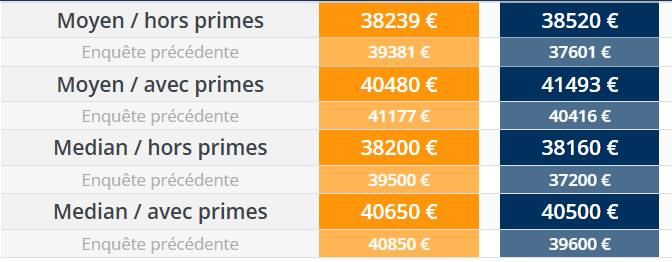 Moyen / hors primes 38239 € 38520 €
Enquête précédente 39381 € 37601 €
Moyen / avec primes 40480 € 41493 €
Enquête précédente 41177 € 40416 €
Median / hors primes 38200 € 38160 €
Enquête précédente 39500 € 37200 €
Median / avec primes 40650 € 40500 €
Enquête précédente 40850 € 39600 €